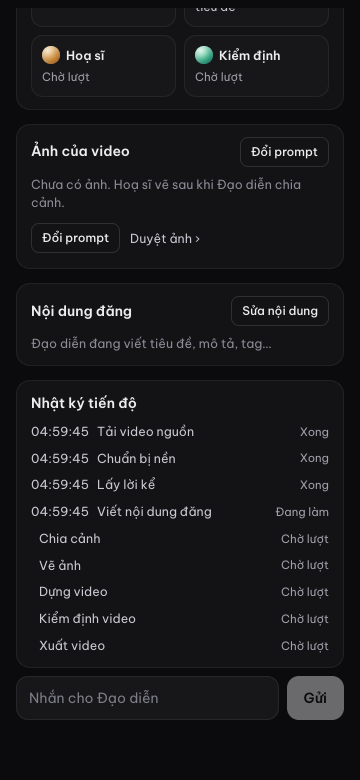 tiêu đề
Hoạ sĩ
Chờ lượt
Kiểm định
Chờ lượt
Ảnh của video
Đổi prompt
Chưa có ảnh. Hoạ sĩ vẽ sau khi Đạo diễn chia
cảnh.
Đổi prompt
Duyệt ảnh ›
Nội dung đăng
Sửa nội dung
Đạo diễn đang viết tiêu đề, mô tả, tag...
Nhật ký tiến độ
04:59:45 Tải video nguồn Xong
04:59:45 Chuẩn bị nền Xong
04:59:45 Lấy lời kể Xong
04:59:45 Viết nội dung đăng Đang làm
Chia cảnh Chờ lượt
Vẽ ảnh Chờ lượt
Dựng video Chờ lượt
Kiểm định video Chờ lượt
Xuất video Chờ lượt
Nhắn cho Đạo diễn
Gửi